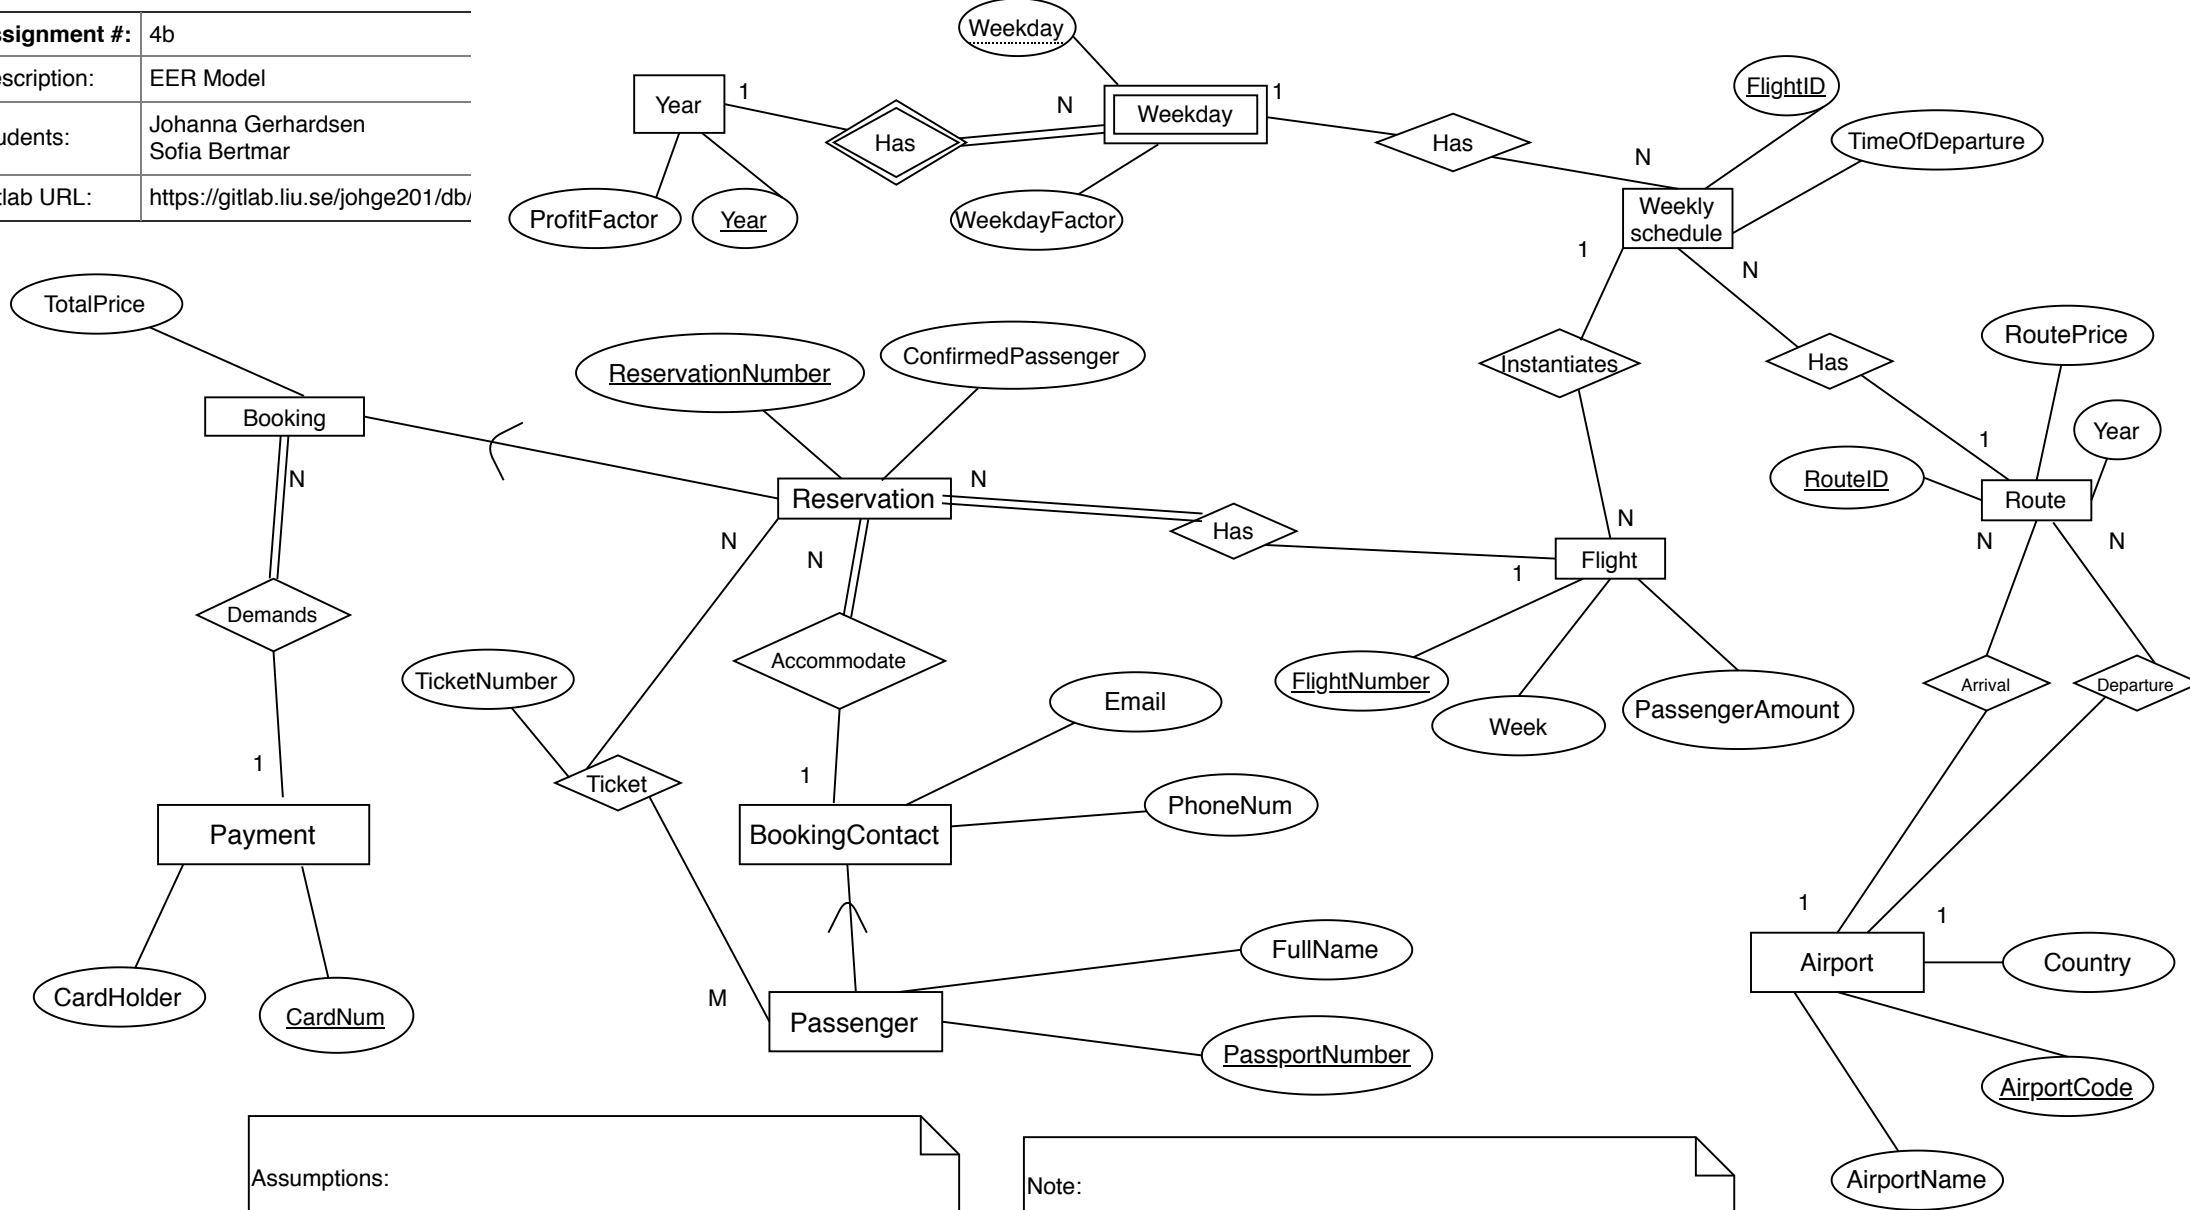 ssignment #: 4b
escription: EER Model
udents: Johanna Gerhardsen
Sofia Bertmar
tlab URL: https://gitlab.liu.se/johge201/db/
Weekday
Year
1
N
Weekday
1
Has
Has
FlightID
TimeOfDeparture
N
ProfitFactor
Year
WeekdayFactor
Weekly
schedule
1
N
TotalPrice
Booking
N
ReservationNumber
ConfirmedPassenger
Instantiates
Has
RoutePrice
Year
1
RouteID
Route
Reservation
N
Has
N
Flight
1
N
N
N
N
Demands
Accommodate
TicketNumber
Email
FlightNumber
Week
PassengerAmount
Arrival
Departure
1
Ticket
1
PhoneNum
Payment
BookingContact
CardHolder
CardNum
M
Passenger
FullName
PassportNumber
1
1
Airport
Country
AirportCode
AirportName
Assumptions:
Note: